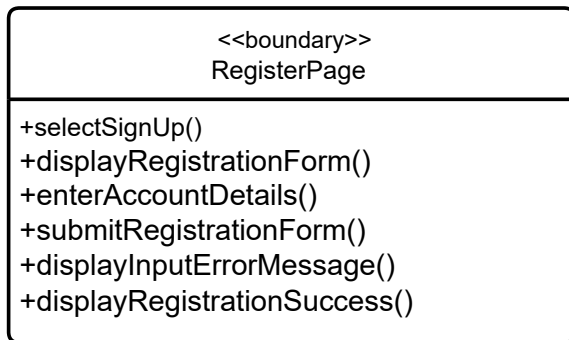 <<boundary>>
RegisterPage
+selectSignUp()
+displayRegistrationForm()
+enterAccountDetails()
+submitRegistrationForm()
+displayInputErrorMessage()
+displayRegistrationSuccess()